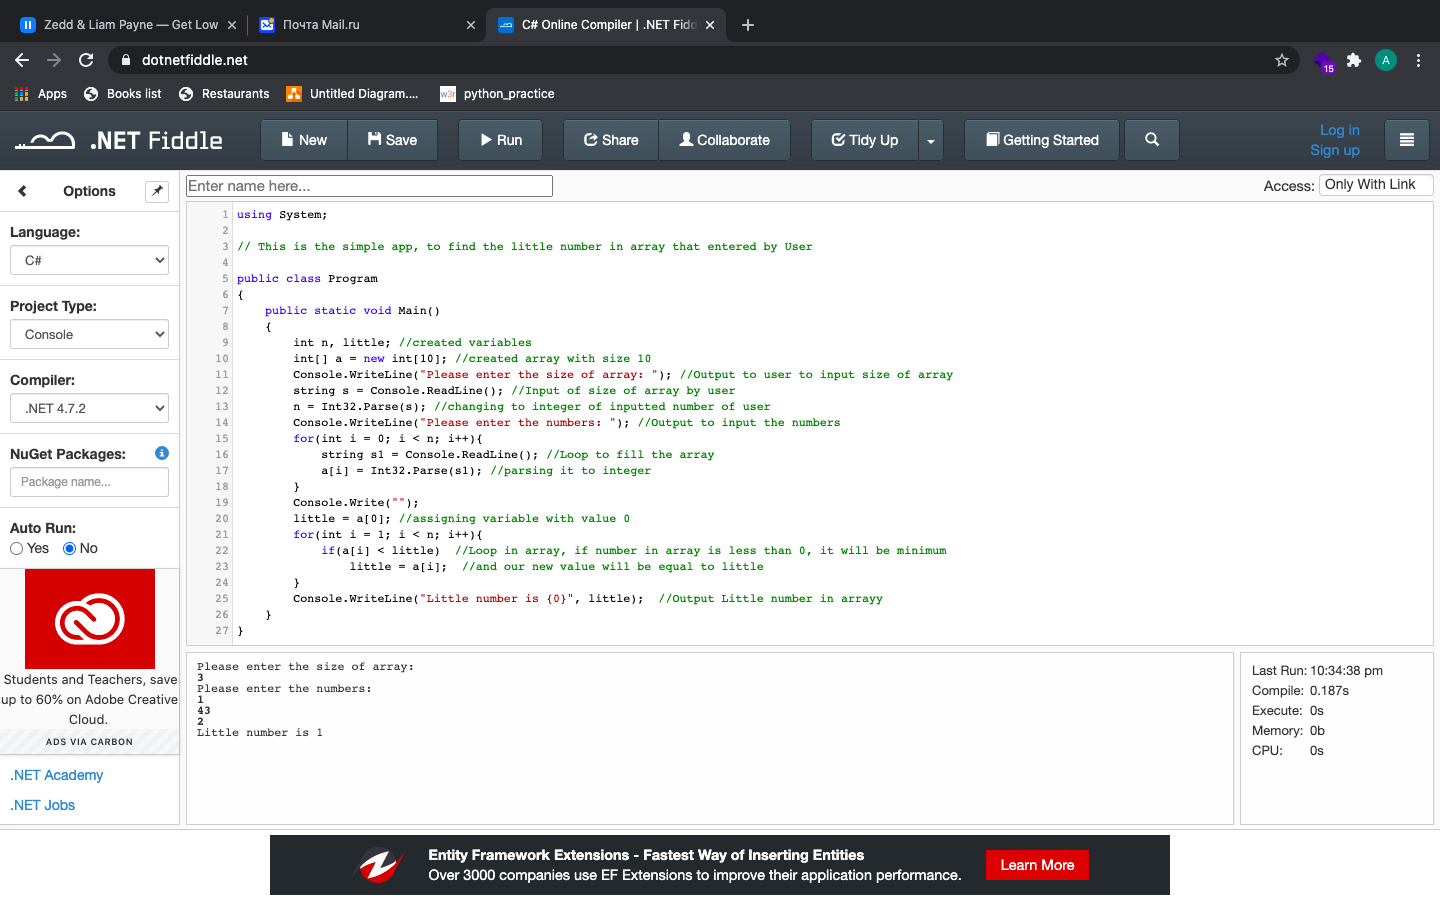 Zedd & Liam Payne — Get Low
Почта Mail.ru
C# Online Compiler | .NET Fidd
dotnetfiddle.net
15
A
Apps
Books list
Restaurants
Untitled Diagram....
w3r
python_practice
.NET Fiddle
New
Save
Run
Share
Collaborate
Tidy Up
Getting Started
Log in
Sign up
Options
Enter name here...
Access:
Only With Link
Language:
C#
Project Type:
Console
Compiler:
.NET 4.7.2
NuGet Packages:
Package name...
Auto Run:
Yes No
Students and Teachers, save
up to 60% on Adobe Creative
Cloud.
ADS VIA CARBON
.NET Academy
.NET Jobs
1 using System;
2
3 // This is the simple app, to find the little number in array that entered by User
4
5 public class Program
6 {
7 public static void Main()
8 {
9 int n, little; //created variables
10 int[] a = new int[10]; //created array with size 10
11 Console.WriteLine("Please enter the size of array: "); //Output to user to input size of array
12 string s = Console.ReadLine(); //Input of size of array by user
13 n = Int32.Parse(s); //changing to integer of inputted number of user
14 Console.WriteLine("Please enter the numbers: "); //Output to input the numbers
15 for(int i = 0; i < n; i++){
16 string s1 = Console.ReadLine(); //Loop to fill the array
17 a[i] = Int32.Parse(s1); //parsing it to integer
18 }
19 Console.Write("");
20 little = a[0]; //assigning variable with value 0
21 for(int i = 1; i < n; i++){
22 if(a[i] < little) //Loop in array, if number in array is less than 0, it will be minimum
23 little = a[i]; //and our new value will be equal to little
24 }
25 Console.WriteLine("Little number is {0}", little); //Output Little number in arrayy
26 }
27 }
Please enter the size of array:
3
Please enter the numbers:
1
43
2
Little number is 1
Last Run: 10:34:38 pm
Compile: 0.187s
Execute: 0s
Memory: 0b
CPU: 0s
Entity Framework Extensions - Fastest Way of Inserting Entities
Over 3000 companies use EF Extensions to improve their application performance.
Learn More